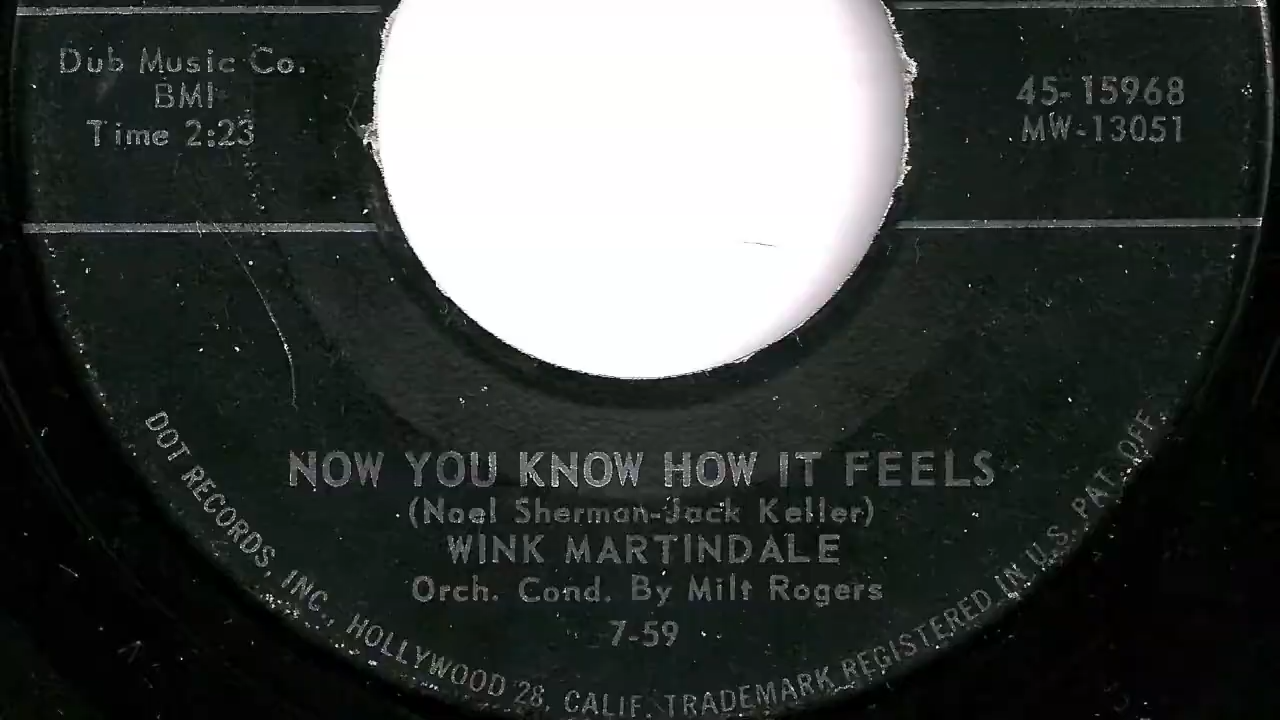 Dub Music Co.
BMI
Time 2:23
45-15968
MW-13051
NOW YOU KNOW HOW IT FEELS
(Noel Sherman-Jack Keller)
WINK MARTINDALE
Orch. Cond. By Milt Rogers
7-59
DOT RECORDS, INC., HOLLYWOOD 28, CALIF. TRADEMARK REGISTERED IN U.S. PAT. OFF.